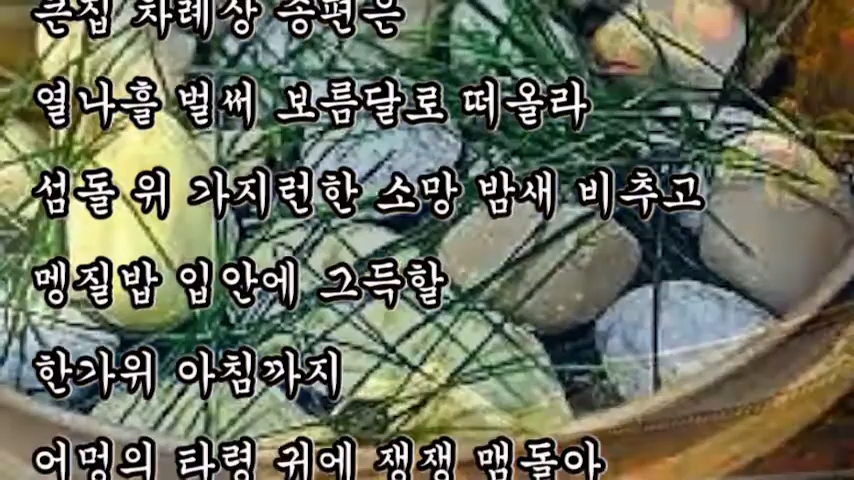 큰집 차례상 송편은
열나흘 벌써 보름달로 떠올라
섬돌 위 가지런한 소망 밤새 비추고
멩질밥 입안에 그득할
한가위 아침까지
어멍의 타령 귀에 쟁쟁 맴돌아